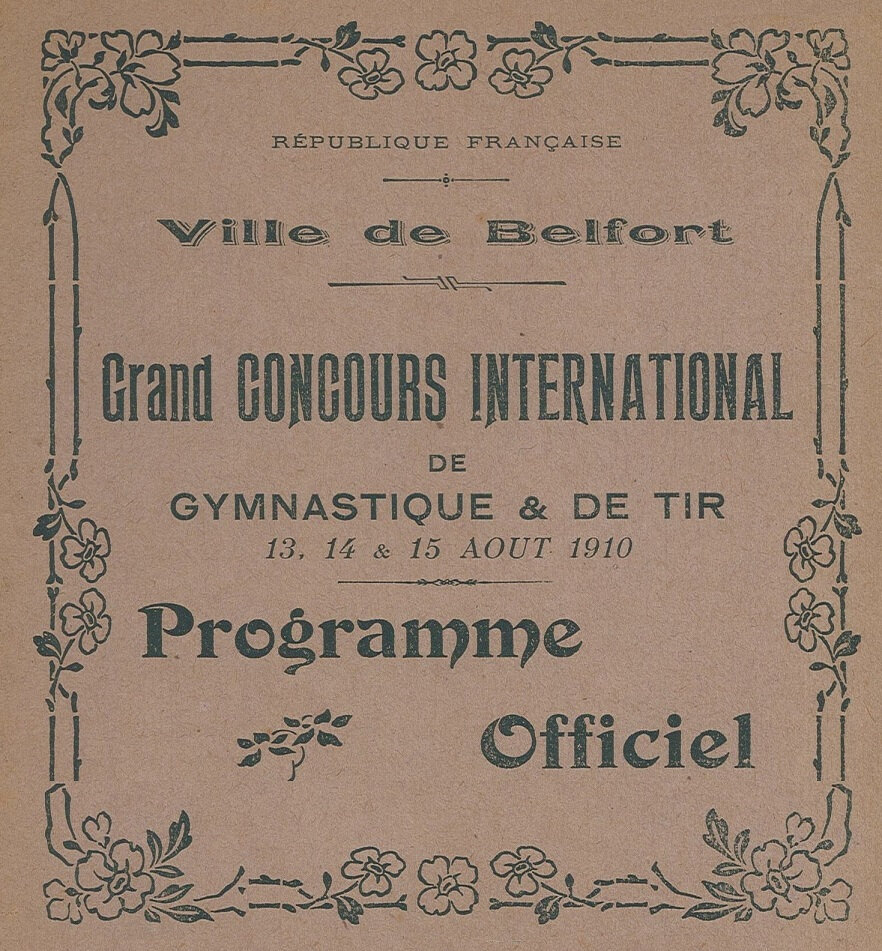 RÉPUBLIQUE FRANÇAISE
Ville de Belfort
Grand CONCOURS INTERNATIONAL
DE
GYMNASTIQUE & DE TIR
13, 14 & 15 AOUT 1910
Programme
Officiel